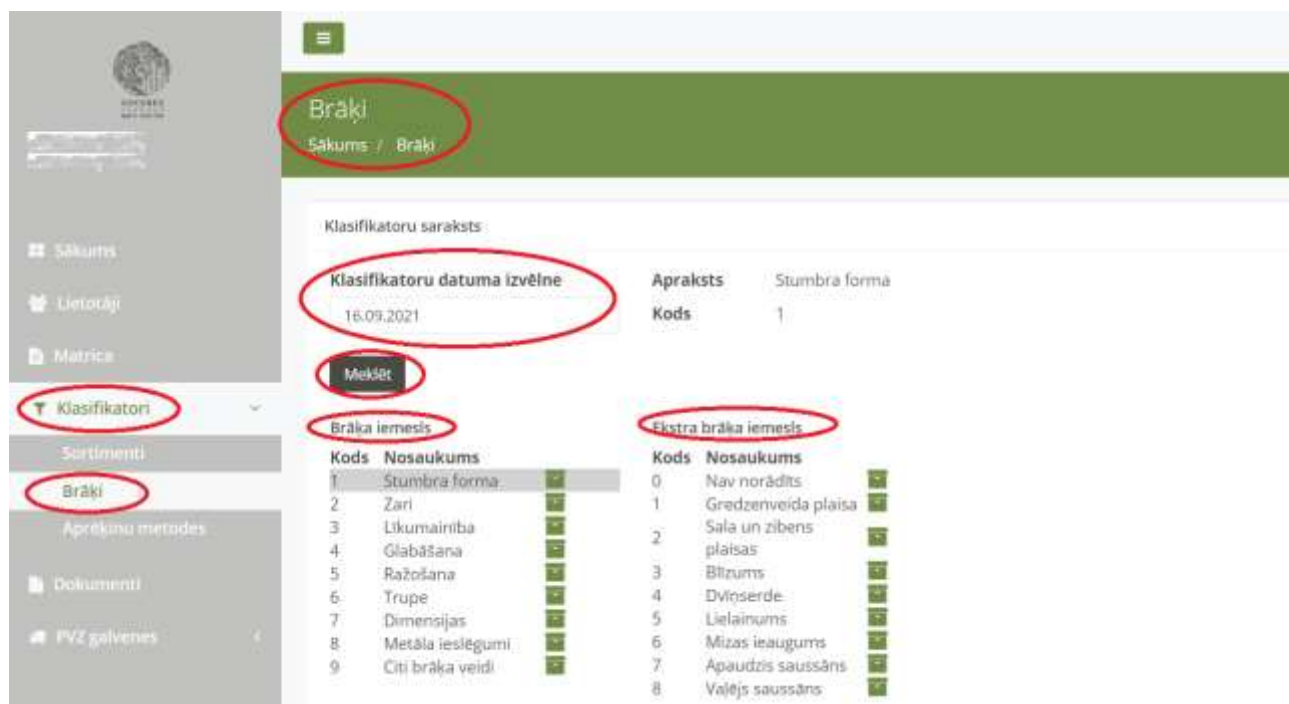 Brāķi
Sākums / Brāķi
Sākums
Lietotāji
Matrica
Klasifikatori
Sortimenti
Brāķi
Aprēķinu metodes
Dokumenti
PVZ galvenes
Klasifikatoru saraksts
Klasifikatoru datuma izvēlne
16.09.2021
Apraksts Stumbra forma
Kods 1
Meklēt
Brāķa iemesls
Kods Nosaukums
1 Stumbra forma
2 Zari
3 Līkumainība
4 Glabāšana
5 Ražošana
6 Trupe
7 Dimensijas
8 Metāla ieslēgumi
9 Citi brāķa veidi
Ekstra brāķa iemesls
Kods Nosaukums
0 Nav norādīts
1 Gredzenveida plaisa
2 Sala un zibens
plaisas
3 Blīzums
4 Dvīņserde
5 Lielainums
6 Mizas ieaugums
7 Apaudzis saussāns
8 Vaļējs saussāns